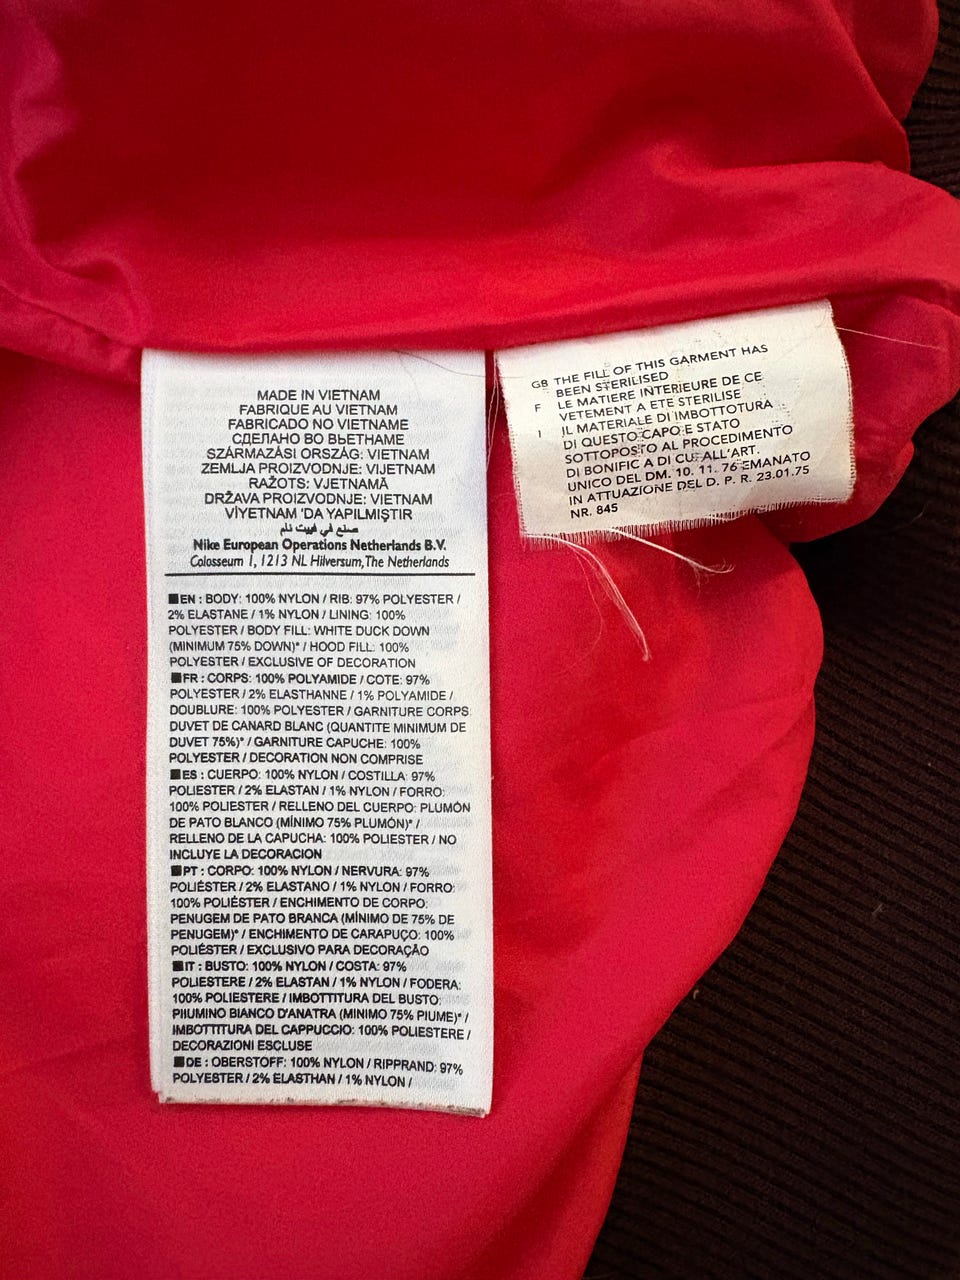 MADE IN VIETNAM
FABRIQUE AU VIETNAM
FABRICADO NO VIETNAME
СДЕЛАНО ВО ВЬЕТНАМЕ
SZÁRMAZÁSI ORSZÁG: VIETNAM
ZEMLJA PROIZVODNJE: VIJETNAM
RAŽOTS: VJETNAMĀ
DRŽAVA PROIZVODNJE: VIETNAM
VİYETNAM 'DA YAPILMIŞTIR
صنع في فييت نام
Nike European Operations Netherlands B.V.
Colosseum 1, 1213 NL Hilversum, The Netherlands
EN : BODY: 100% NYLON / RIB: 97% POLYESTER /
2% ELASTANE / 1% NYLON / LINING: 100%
POLYESTER / BODY FILL: WHITE DUCK DOWN
(MINIMUM 75% DOWN)* / HOOD FILL: 100%
POLYESTER / EXCLUSIVE OF DECORATION
FR : CORPS: 100% POLYAMIDE / COTE: 97%
POLYESTER / 2% ELASTHANNE / 1% POLYAMIDE /
DOUBLURE: 100% POLYESTER / GARNITURE CORPS:
DUVET DE CANARD BLANC (QUANTITE MINIMUM DE
DUVET 75%)* / GARNITURE CAPUCHE: 100%
POLYESTER / DECORATION NON COMPRISE
ES : CUERPO: 100% NYLON / COSTILLA: 97%
POLIESTER / 2% ELASTAN / 1% NYLON / FORRO:
100% POLIESTER / RELLENO DEL CUERPO: PLUMÓN
DE PATO BLANCO (MÍNIMO 75% PLUMÓN)* /
RELLENO DE LA CAPUCHA: 100% POLIESTER / NO
INCLUYE LA DECORACION
PT : CORPO: 100% NYLON / NERVURA: 97%
POLIÉSTER / 2% ELASTANO / 1% NYLON / FORRO:
100% POLIÉSTER / ENCHIMENTO DE CORPO:
PENUGEM DE PATO BRANCA (MÍNIMO DE 75% DE
PENUGEM)* / ENCHIMENTO DE CARAPUÇO: 100%
POLIÉSTER / EXCLUSIVO PARA DECORAÇÃO
IT : BUSTO: 100% NYLON / COSTA: 97%
POLIESTERE / 2% ELASTAN / 1% NYLON / FODERA:
100% POLIESTERE / IMBOTTITURA DEL BUSTO:
PIIUMINO BIANCO D'ANATRA (MINIMO 75% PIUME)* /
IMBOTTITURA DEL CAPPUCCIO: 100% POLIESTERE /
DECORAZIONI ESCLUSE
DE : OBERSTOFF: 100% NYLON / RIPPRAND: 97%
POLYESTER / 2% ELASTHAN / 1% NYLON /
GB THE FILL OF THIS GARMENT HAS
BEEN STERILISED
F LE MATIERE INTERIEURE DE CE
VETEMENT A ETE STERILISE
I IL MATERIALE DI IMBOTTOTURA
DI QUESTO CAPO E STATO
SOTTOPOSTO AL PROCEDIMENTO
DI BONIFIC A DI CU ALL'ART.
UNICO DEL DM. 10. 11. 76 EMANATO
IN ATTUAZIONE DEL D. P. R. 23.01.75
NR. 845